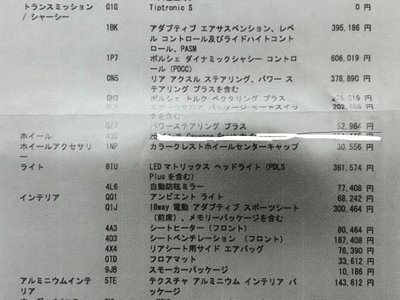 トランスミッション G1G Tiptronic S 0 円
/ シャーシー
1BK アダプティブ エアサスペンション、レベ 395,186 円
ル コントロール及びライドハイトコント
ロール、PASM
1P7 ポルシェ ダイナミックシャシー コントロ 606,019 円
ール (PDCC)
0N5 リア アクスル ステアリング、パワー ス 378,890 円
テアリング プラスを含む
ポルシェ トルク ベクタリング プラス
を含む
QZ7 パワーステアリング プラス 52,964 円
ホイール
ホイールアクセサリ 1NP カラークレストホイールセンターキャップ 30,556 円
ー
ライト 8IU LEDマトリックス ヘッドライト (PDLS 361,574 円
Plusを含む)
4L6 自動防眩ミラー 77,408 円
インテリア QQ1 アンビエント ライト 68,242 円
Q1J 18way 電動 アダプティブ スポーツシート 300,464 円
(前席)、メモリーパッケージを含む
4A3 シートヒーター (フロント) 80,464 円
4D3 シートベンチレーション (フロント) 187,408 円
4X4 リアシート用サイド エアバッグ 76,390 円
0TD フロアマット 33,612 円
9JB スモーカーパッケージ 10,186 円
アルミニウムインテ 5TE テクスチャ アルミニウム インテリア パ 143,612 円
リア ッケージ